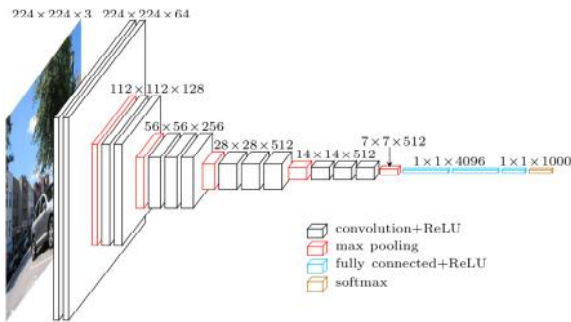 224×224×3
224×224×64
112×112×128
56×56×256
28×28×512
14×14×512
7×7×512
1×1×4096
1×1×1000
convolution+ReLU
max pooling
fully connected+ReLU
softmax